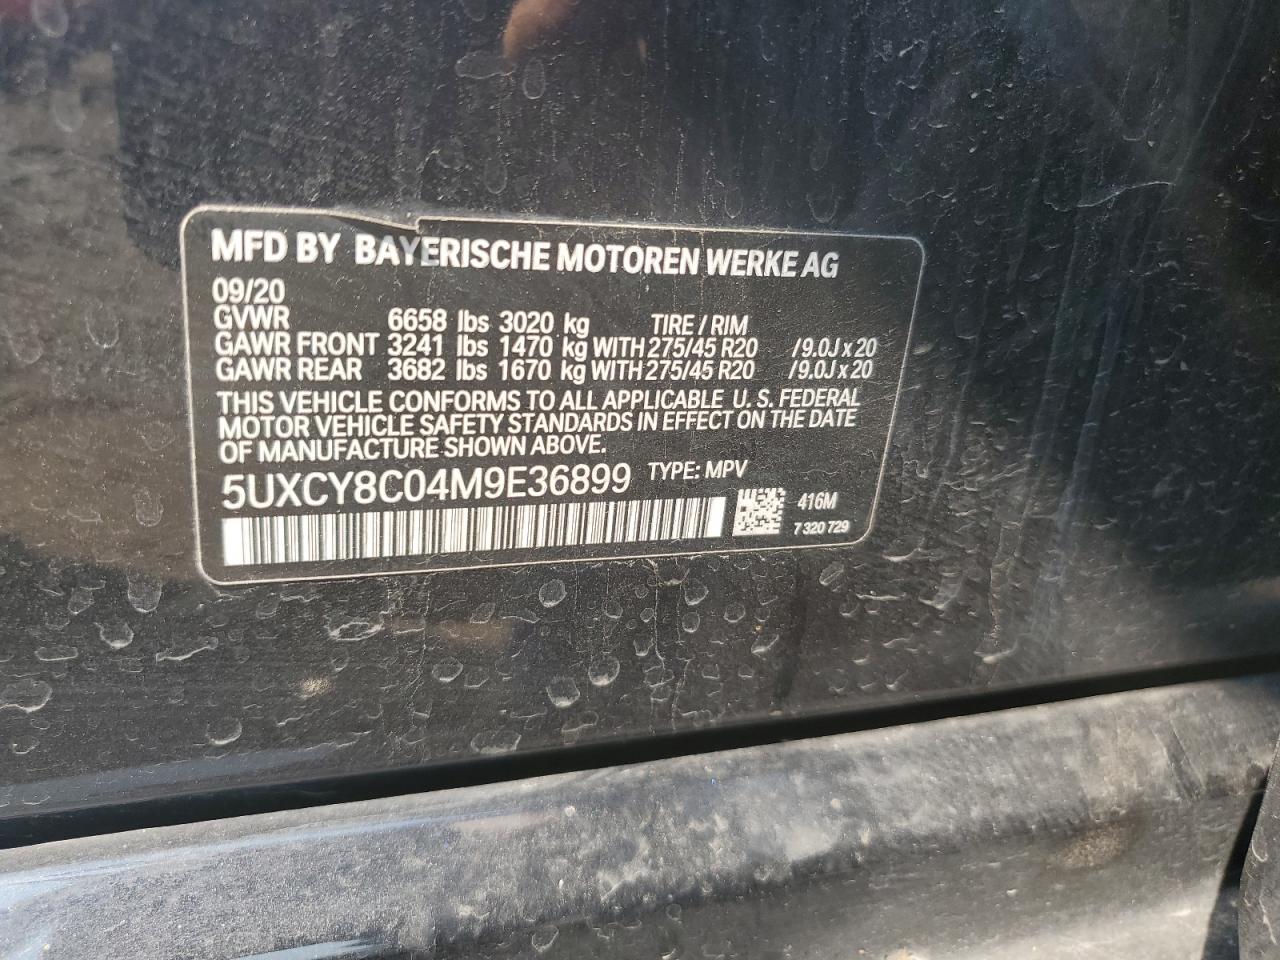 MFD BY BAYERISCHE MOTOREN WERKE AG
09/20
GVWR 6658 lbs 3020 kg TIRE / RIM
GAWR FRONT 3241 lbs 1470 kg WITH 275/45 R20 /9.0J x 20
GAWR REAR 3682 lbs 1670 kg WITH 275/45 R20 /9.0J x 20
THIS VEHICLE CONFORMS TO ALL APPLICABLE U. S. FEDERAL
MOTOR VEHICLE SAFETY STANDARDS IN EFFECT ON THE DATE
OF MANUFACTURE SHOWN ABOVE.
5UXCY8C04M9E36899 TYPE: MPV
416M
7 320 729